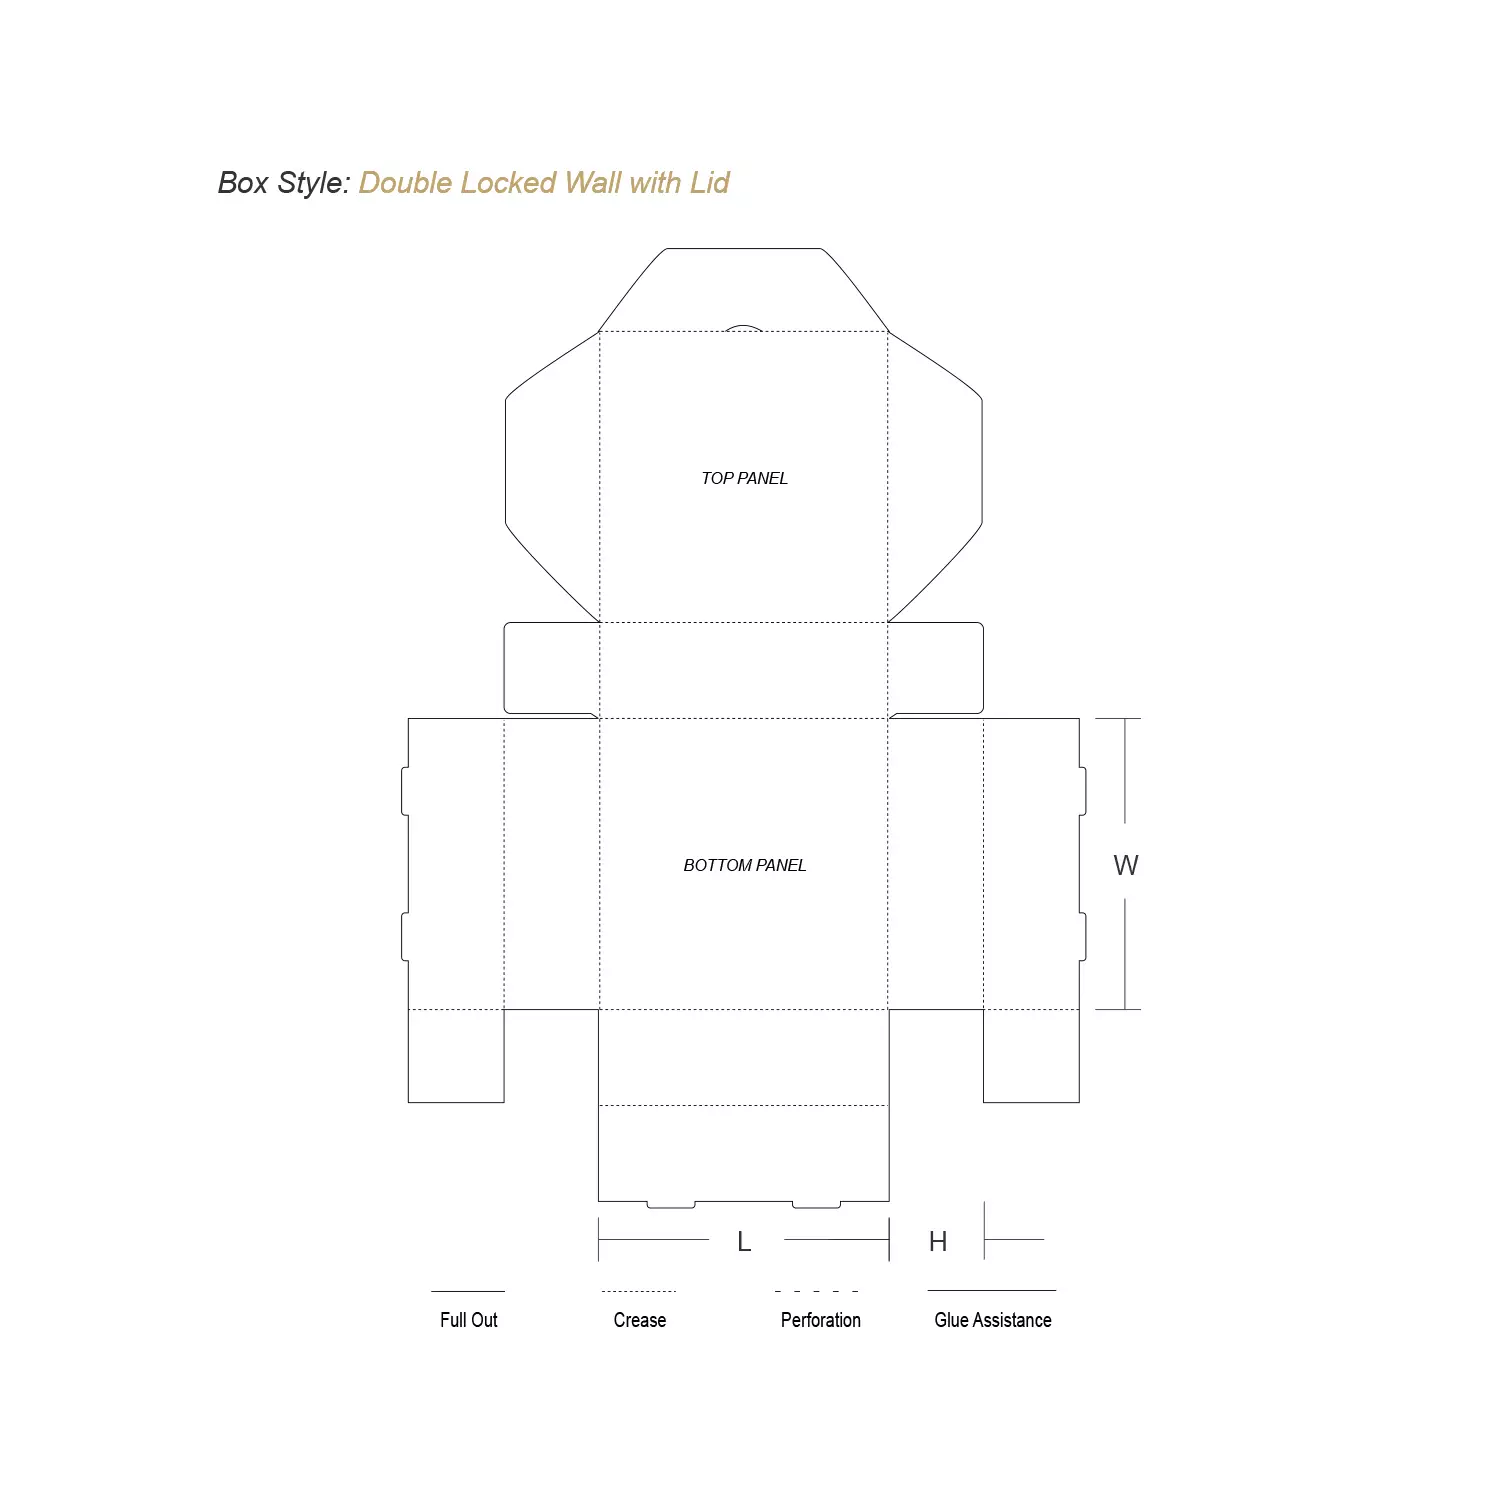 Box Style: Double Locked Wall with Lid
TOP PANEL
BOTTOM PANEL
W
L
H
Full Out
Crease
Perforation
Glue Assistance